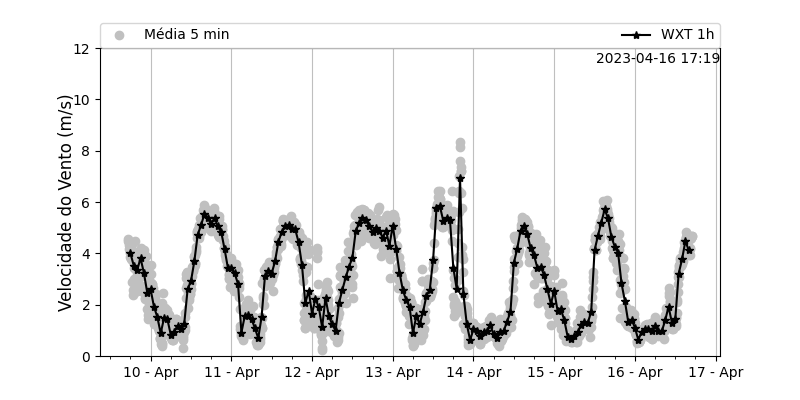 Média 5 min
WXT 1h
2023-04-16 17:19
Velocidade do Vento (m/s)
12
10
8
6
4
2
0
10 - Apr
11 - Apr
12 - Apr
13 - Apr
14 - Apr
15 - Apr
16 - Apr
17 - Apr